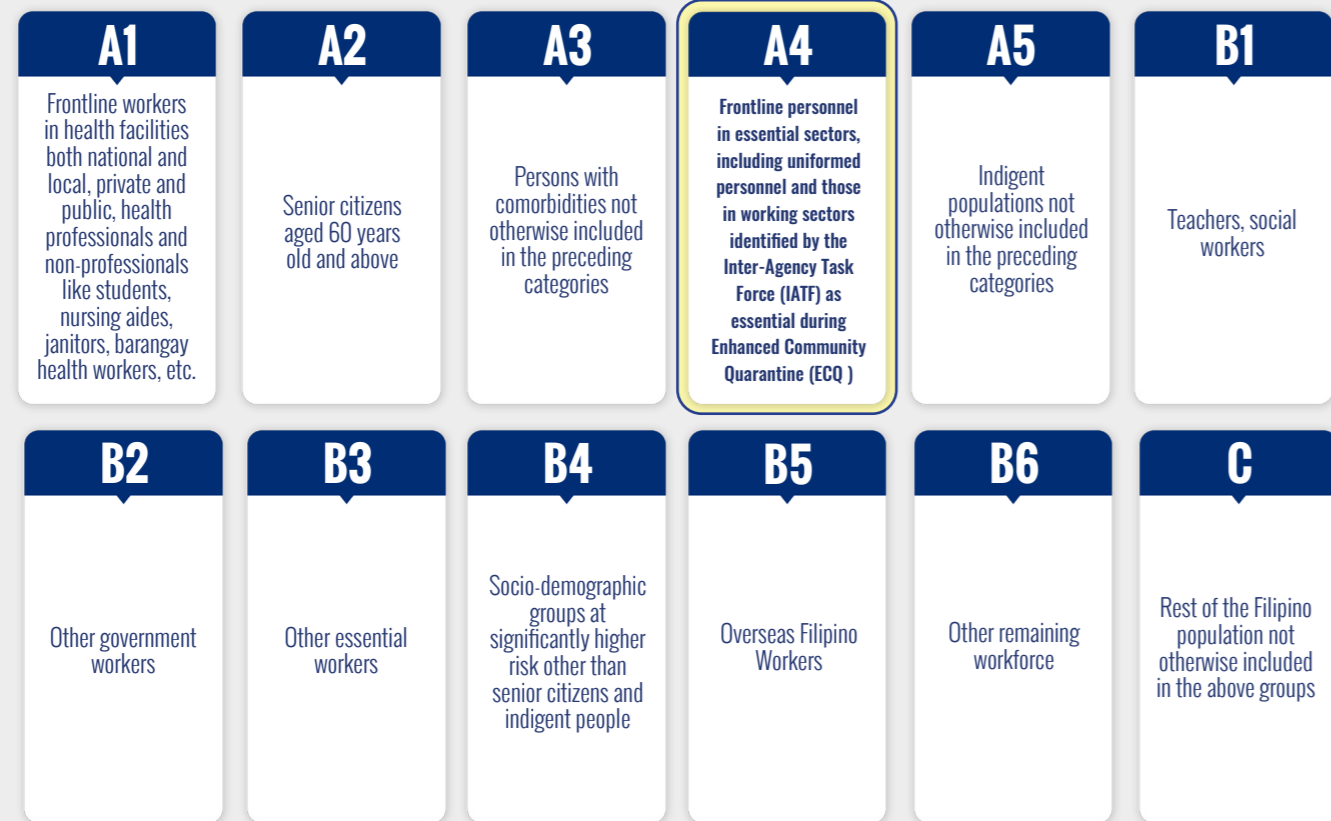 A1
Frontline workers
in health facilities
both national and
local, private and
public, health
professionals and
non-professionals
like students,
nursing aides,
janitors, barangay
health workers, etc.
A2
Senior citizens
aged 60 years
old and above
A3
Persons with
comorbidities not
otherwise included
in the preceding
categories
A4
Frontline personnel
in essential sectors,
including uniformed
personnel and those
in working sectors
identified by the
Inter-Agency Task
Force (IATF) as
essential during
Enhanced Community
Quarantine (ECQ )
A5
Indigent
populations not
otherwise included
in the preceding
categories
B1
Teachers, social
workers
B2
Other government
workers
B3
Other essential
workers
B4
Socio-demographic
groups at
significantly higher
risk other than
senior citizens and
indigent people
B5
Overseas Filipino
Workers
B6
Other remaining
workforce
C
Rest of the Filipino
population not
otherwise included
in the above groups